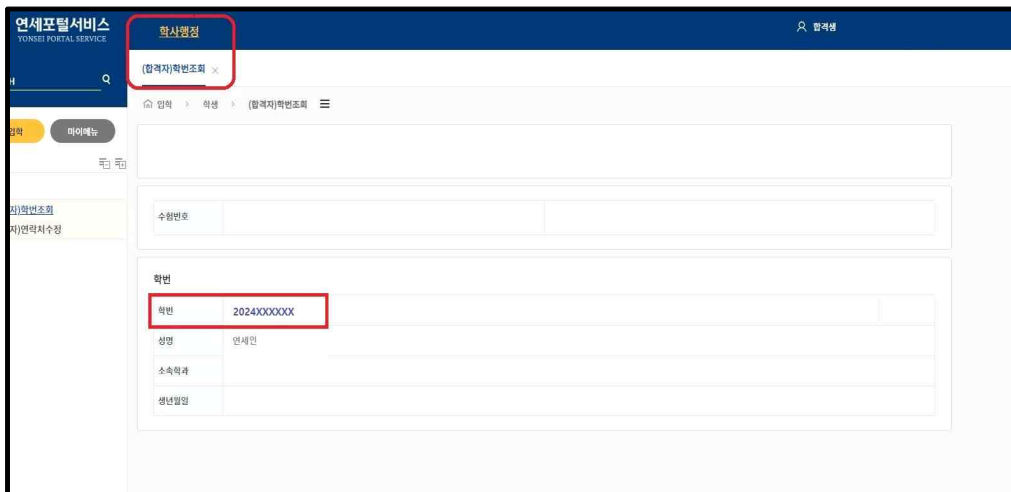 연세포털서비스
YONSEI PORTAL SERVICE
학사행정
합격생
(합격자)학번조회
입학 > 학생 > (합격자)학번조회
입학
마이메뉴
자)학번조회
자)연락처수정
수험번호
학번
학번 2024XXXXXX
성명 연세인
소속학과
생년월일